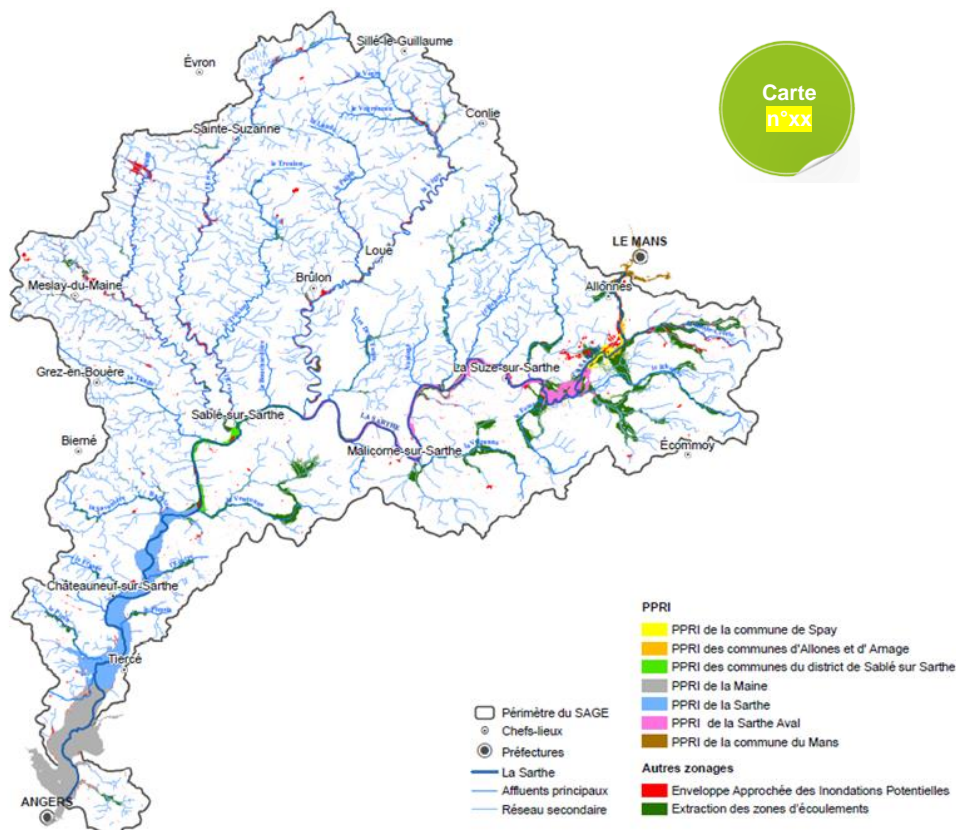 Sillé-le-Guillaume
Évron
Carte
n°xx
Conlie
Sainte-Suzanne
le Treulon
LE MANS
Loué
Brûlon
Meslay-du-Maine
Allonnes
La Suze-sur-Sarthe
Grez-en-Bouère
Sablé-sur-Sarthe
LA SARTHE
Bierné
Malicorne-sur-Sarthe
Écommoy
Châteauneuf-sur-Sarthe
Tiercé
ANGERS
PPRI
PPRI de la commune de Spay
PPRI des communes d'Allones et d' Arnage
PPRI des communes du district de Sablé sur Sarthe
PPRI de la Maine
PPRI de la Sarthe
PPRI de la Sarthe Aval
PPRI de la commune du Mans
Périmètre du SAGE
Chefs-lieux
Préfectures
La Sarthe
Affluents principaux
Réseau secondaire
Autres zonages
Enveloppe Approchée des Inondations Potentielles
Extraction des zones d'écoulements